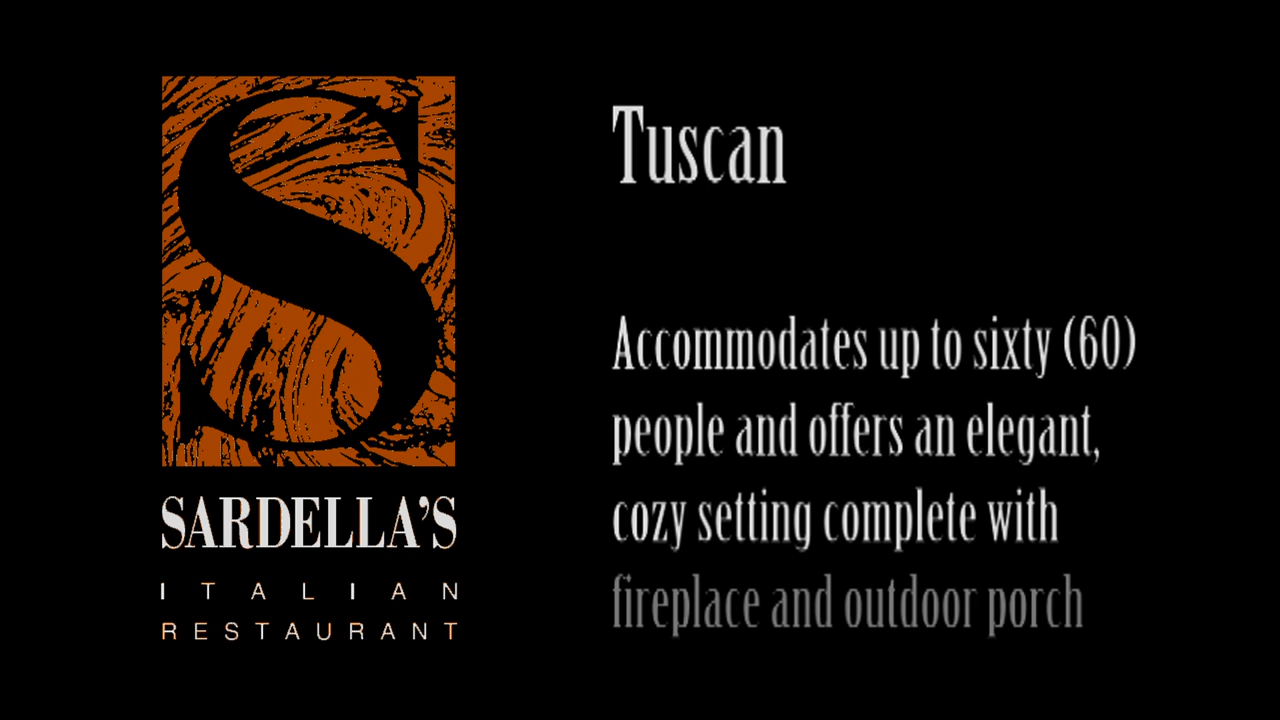 S
SARDELLA'S
ITALIAN
RESTAURANT
Tuscan
Accommodates up to sixty (60)
people and offers an elegant,
cozy setting complete with
fireplace and outdoor porch